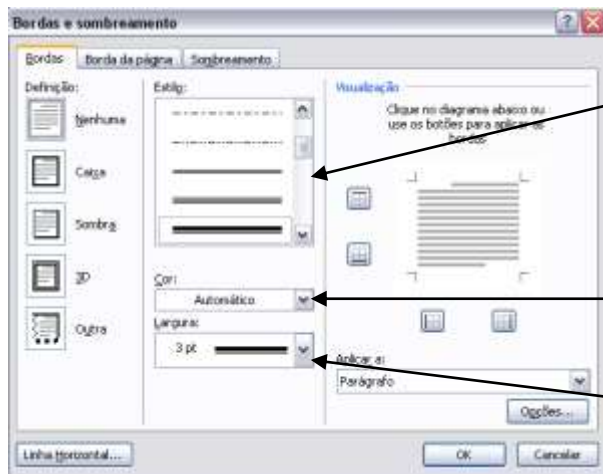 Bordas e sombreamento
Bordas Borda da página Sombreamento
Definição:
Nenhuma
Caixa
Sombra
3D
Outra
Estilo:
Cor:
Automático
Largura:
3 pt
Visualização
Clique no diagrama abaixo ou
use os botões para aplicar as
bordas
Aplicar a:
Parágrafo
Opções...
Linha Horizontal...
OK
Cancelar